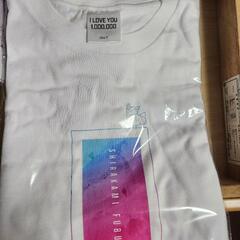 I LOVE YOU
1,000,000
SHIRAKAMI FUBU